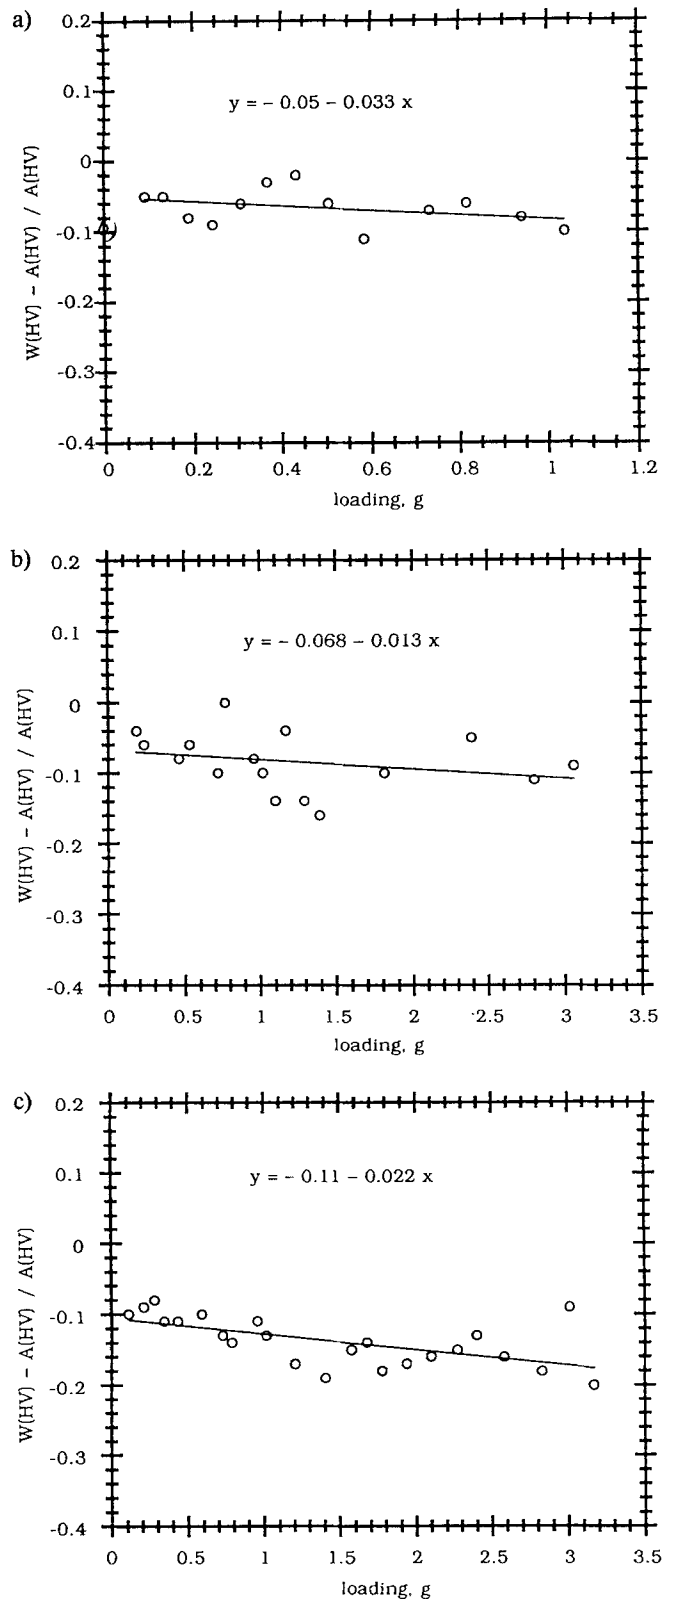 a)
0.2
0.1
y = - 0.05 - 0.033 x
0
-0.1
-0.2
-0.3
-0.4
W(HV) - A(HV) / A(HV)
0 0.2 0.4 0.6 0.8 1 1.2
loading, g
b)
0.2
0.1
y = - 0.068 - 0.013 x
0
-0.1
-0.2
-0.3
-0.4
W(HV) - A(HV) / A(HV)
0 0.5 1 1.5 2 2.5 3 3.5
loading, g
c)
0.2
0.1
y = - 0.11 - 0.022 x
0
-0.1
-0.2
-0.3
-0.4
W(HV) - A(HV) / A(HV)
0 0.5 1 1.5 2 2.5 3 3.5
loading, g